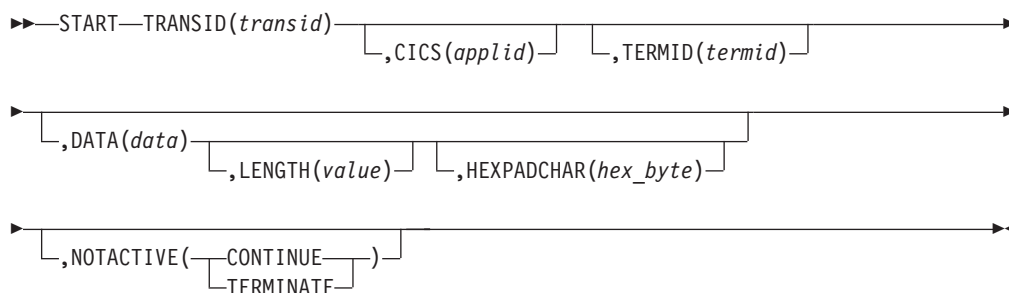 START TRANSID(transid)
,CICS(applid) ,TERMID(termid)
,DATA(data)
,LENGTH(value) ,HEXPADCHAR(hex_byte)
,NOTACTIVE( CONTINUE )
TERMINATE